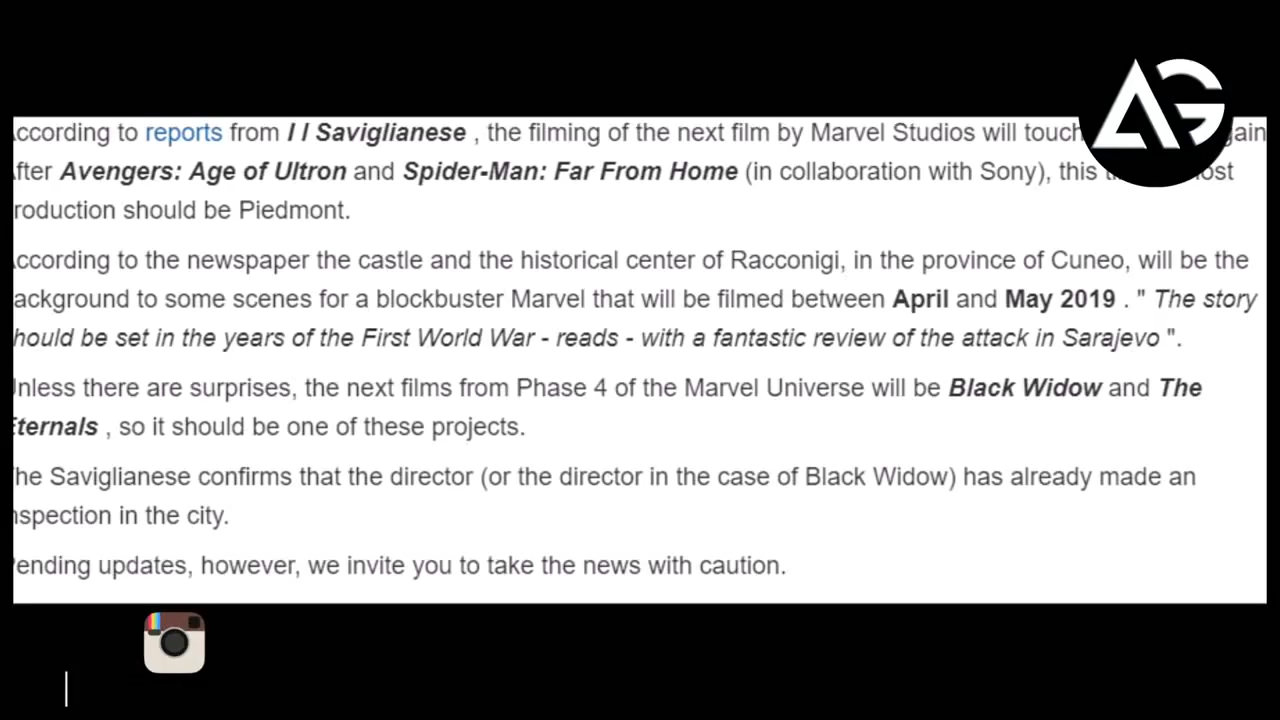 ccording to reports from I l Saviglianese , the filming of the next film by Marvel Studios will touch gain
fter Avengers: Age of Ultron and Spider-Man: Far From Home (in collaboration with Sony), this ost
roduction should be Piedmont.
ccording to the newspaper the castle and the historical center of Racconigi, in the province of Cuneo, will be the
ackground to some scenes for a blockbuster Marvel that will be filmed between April and May 2019 . " The story
hould be set in the years of the First World War - reads - with a fantastic review of the attack in Sarajevo ".
nless there are surprises, the next films from Phase 4 of the Marvel Universe will be Black Widow and The
Eternals , so it should be one of these projects.
he Saviglianese confirms that the director (or the director in the case of Black Widow) has already made an
nspection in the city.
ending updates, however, we invite you to take the news with caution.
AG